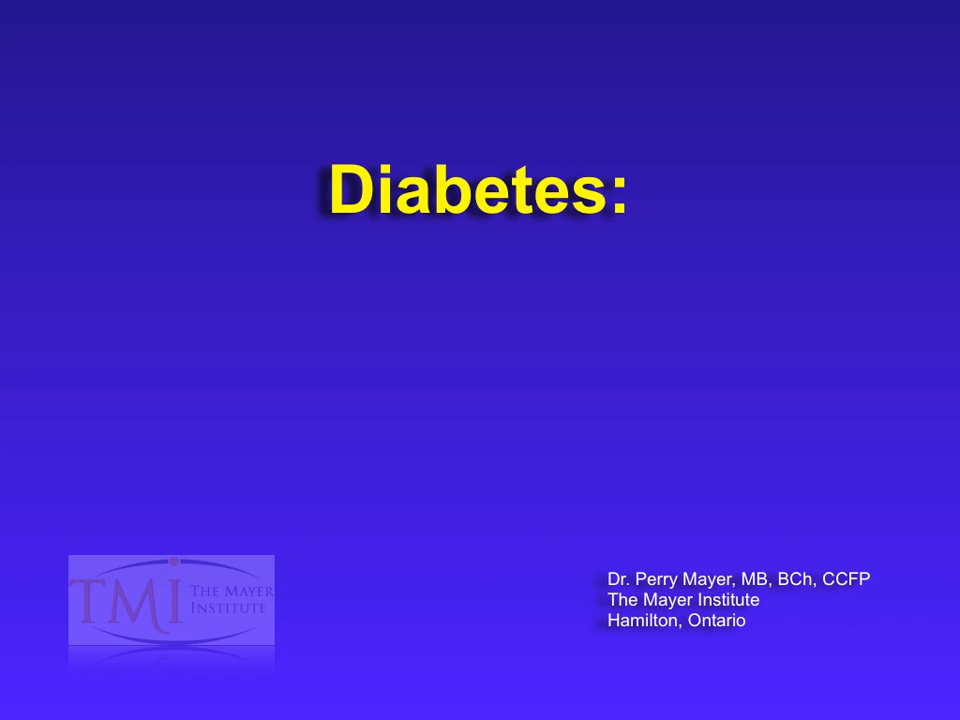 Diabetes:
TMI THE MAYER
INSTITUTE
Dr. Perry Mayer, MB, BCh, CCFP
The Mayer Institute
Hamilton, Ontario